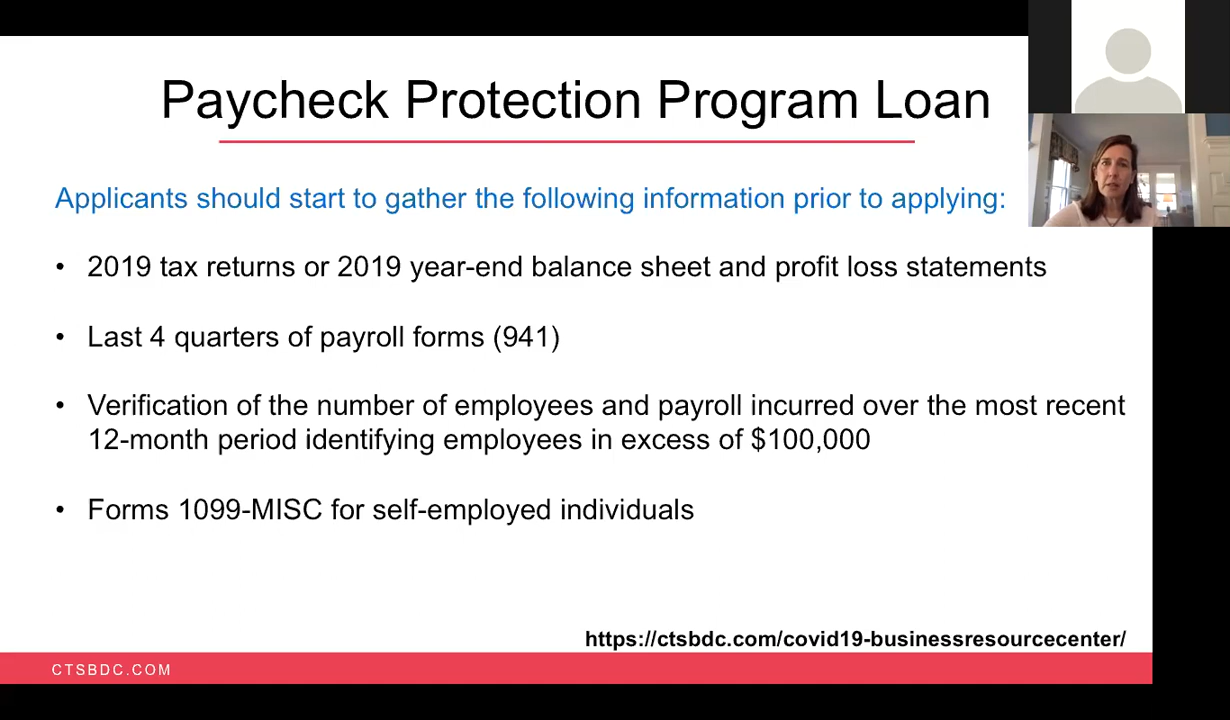 Paycheck Protection Program Loan
Applicants should start to gather the following information prior to applying:
• 2019 tax returns or 2019 year-end balance sheet and profit loss statements
• Last 4 quarters of payroll forms (941)
• Verification of the number of employees and payroll incurred over the most recent
12-month period identifying employees in excess of $100,000
• Forms 1099-MISC for self-employed individuals
https://ctsbdc.com/covid19-businessresourcecenter/
CTSBDC.COM